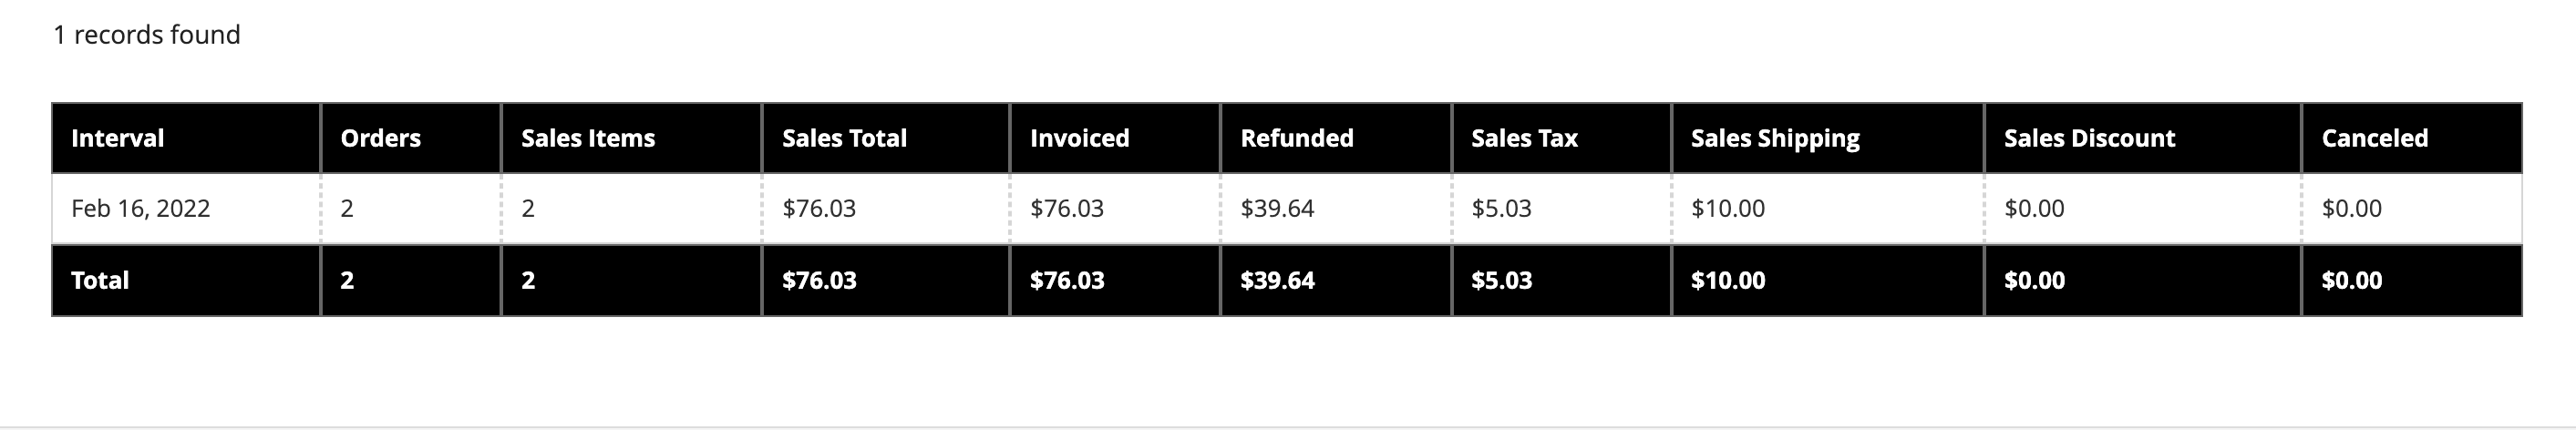 1 records found
Interval Orders Sales Items Sales Total Invoiced Refunded Sales Tax Sales Shipping Sales Discount Canceled
Feb 16, 2022 2 2 $76.03 $76.03 $39.64 $5.03 $10.00 $0.00 $0.00
Total 2 2 $76.03 $76.03 $39.64 $5.03 $10.00 $0.00 $0.00